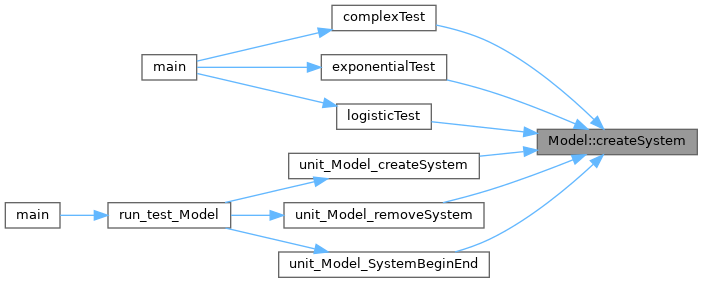 complexTest
main
exponentialTest
logisticTest
Model::createSystem
unit_Model_createSystem
main
run_test_Model
unit_Model_removeSystem
unit_Model_SystemBeginEnd